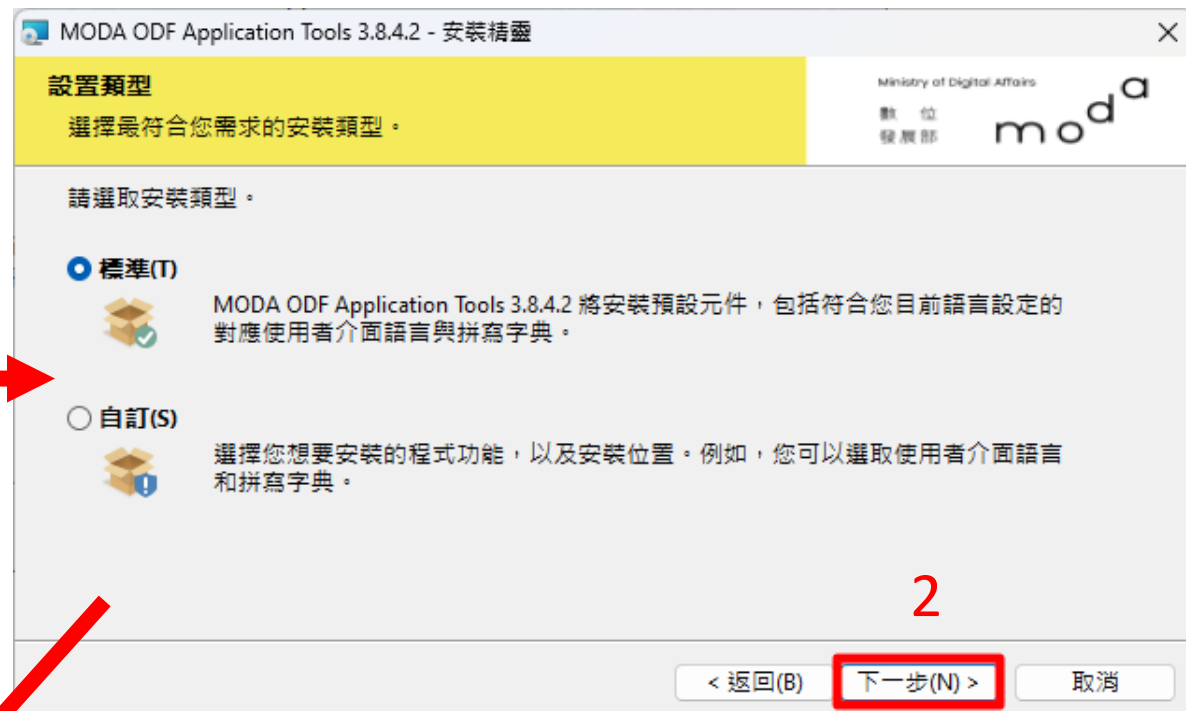 MODA ODF Application Tools 3.8.4.2 - 安裝精靈
設置類型
選擇最符合您需求的安裝類型。
Ministry of Digital Affairs
數 位
發展部
moda
請選取安裝類型。
標準(T)
MODA ODF Application Tools 3.8.4.2 將安裝預設元件，包括符合您目前語言設定的
對應使用者介面語言與拼寫字典。
自訂(S)
選擇您想要安裝的程式功能，以及安裝位置。例如，您可以選取使用者介面語言
和拼寫字典。
2
< 返回(B)
下一步(N) >
取消